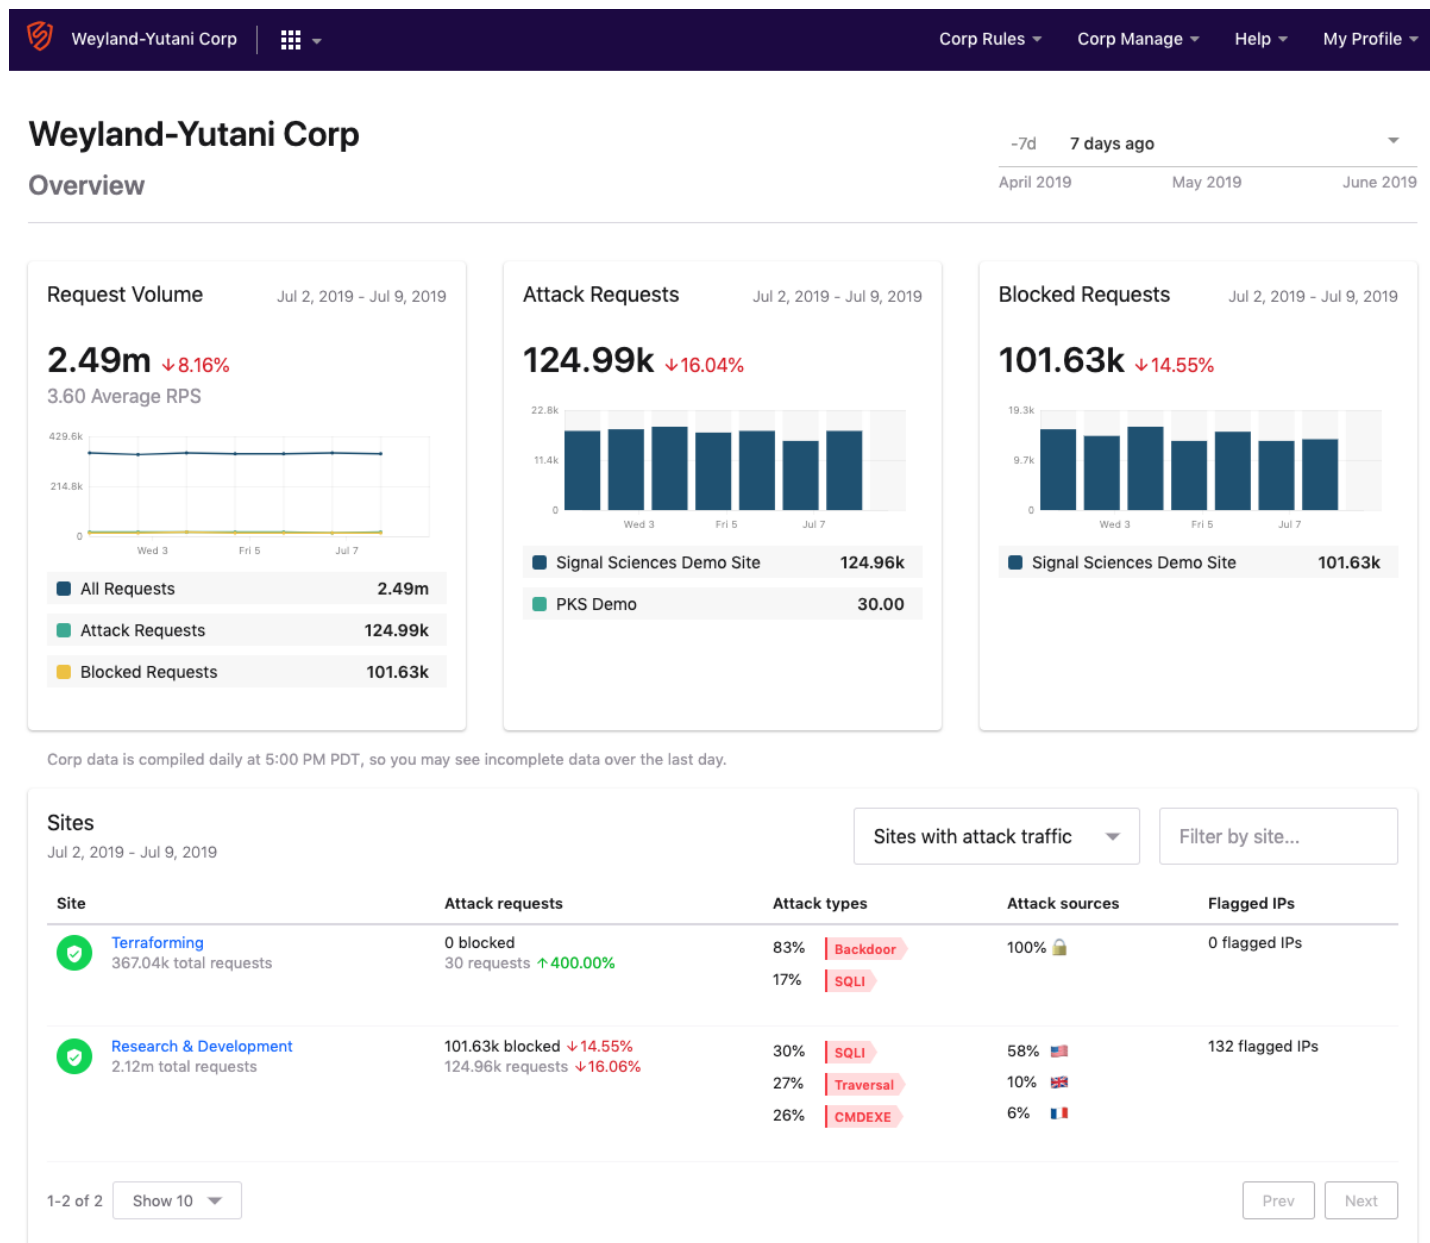 Weyland-Yutani Corp
Corp Rules
Corp Manage
Help
My Profile
Weyland-Yutani Corp
Overview
-7d 7 days ago
April 2019 May 2019 June 2019
Request Volume Jul 2, 2019 - Jul 9, 2019
2.49m 8.16%
3.60 Average RPS
429.6k
214.8k
0
Wed 3 Fri 5 Jul 7
All Requests 2.49m
Attack Requests 124.99k
Blocked Requests 101.63k
Attack Requests Jul 2, 2019 - Jul 9, 2019
124.99k 16.04%
22.8k
11.4k
0
Wed 3 Fri 5 Jul 7
Signal Sciences Demo Site 124.96k
PKS Demo 30.00
Blocked Requests Jul 2, 2019 - Jul 9, 2019
101.63k 14.55%
19.3k
9.7k
0
Wed 3 Fri 5 Jul 7
Signal Sciences Demo Site 101.63k
Corp data is compiled daily at 5:00 PM PDT, so you may see incomplete data over the last day.
Sites
Jul 2, 2019 - Jul 9, 2019
Sites with attack traffic
Filter by site...
Site Attack requests Attack types Attack sources Flagged IPs
Terraforming
367.04k total requests
0 blocked
30 requests 400.00%
83% Backdoor
17% SQLI
100%
0 flagged IPs
Research & Development
2.12m total requests
101.63k blocked 14.55%
124.96k requests 16.06%
30% SQLI
27% Traversal
26% CMDEXE
58%
10%
6%
132 flagged IPs
1-2 of 2 Show 10 Prev Next